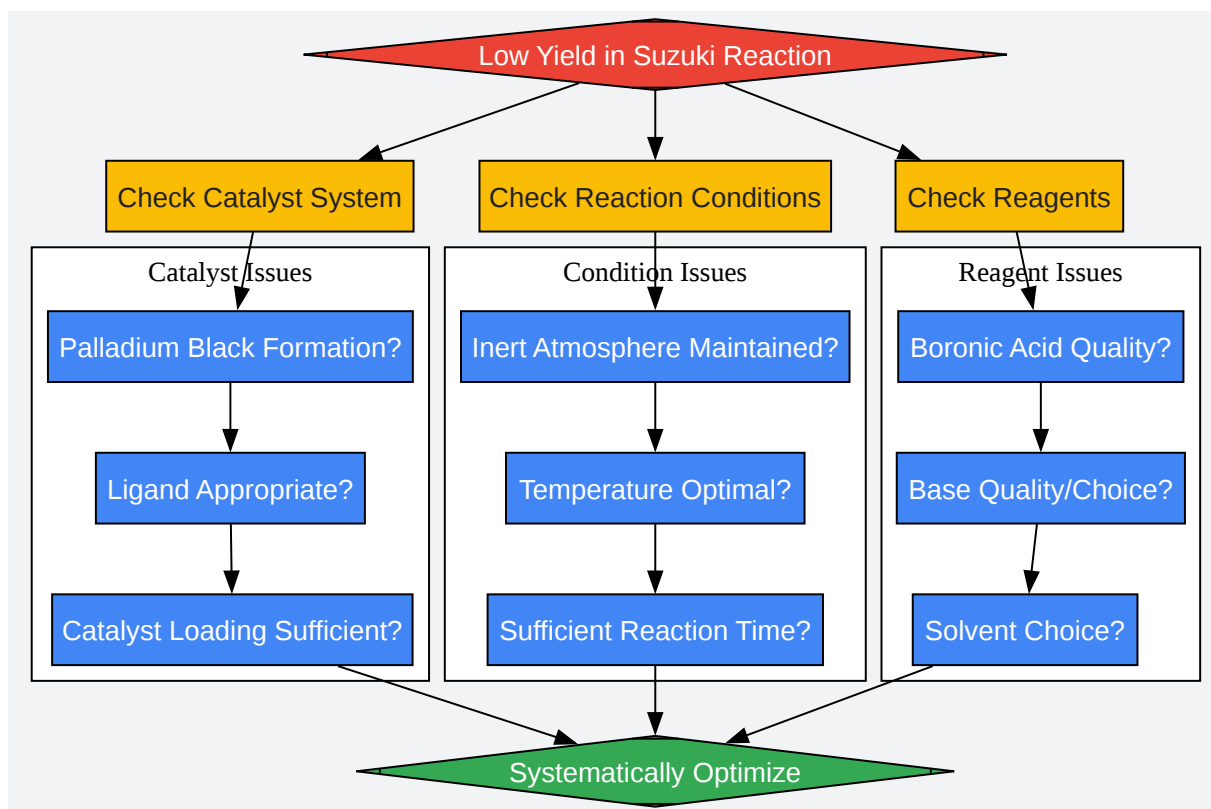 Low Yield in Suzuki Reaction
Check Catalyst System
Check Reaction Conditions
Check Reagents
Catalyst Issues
Condition Issues
Reagent Issues
Palladium Black Formation?
Inert Atmosphere Maintained?
Boronic Acid Quality?
Ligand Appropriate?
Temperature Optimal?
Base Quality/Choice?
Catalyst Loading Sufficient?
Sufficient Reaction Time?
Solvent Choice?
Systematically Optimize